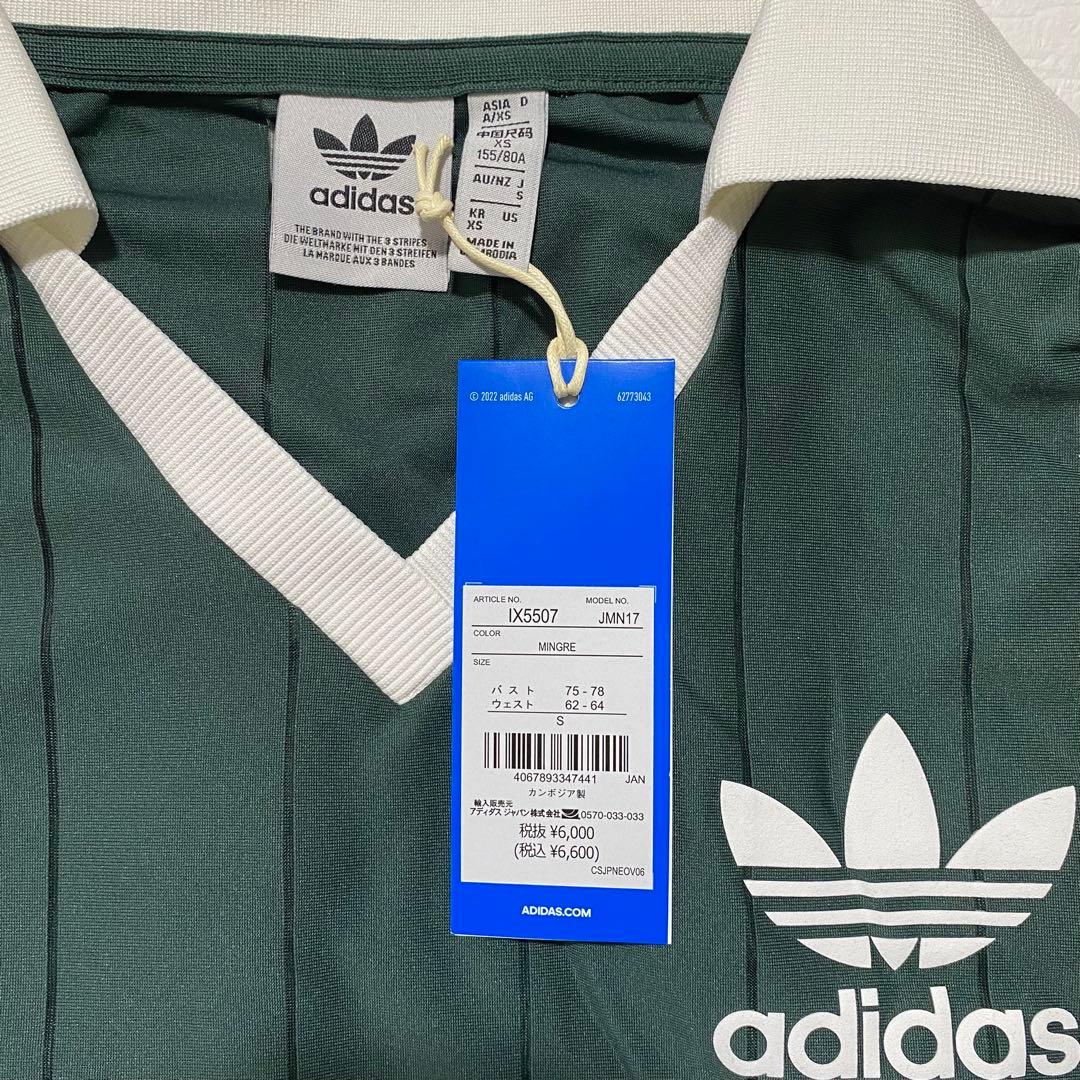 adidas
THE BRAND WITH THE 3 STRIPES
DIE WELTMARKE MIT DEN 3 STREIFEN
LA MARQUE AUX 3 BANDES
ASIA D
A/XS
中国尺码
XS
155/80A
AU/NZ J
S
KR US
XS
MADE IN
© 2022 adidas AG 62773043
ARTICLE NO. MODEL NO.
IX5507 JMN17
COLOR
MINGRE
SIZE
バスト 75 - 78
ウェスト 62 - 64
S
4067893347441 JAN
カンボジア製
輸入販売元
アディダス ジャパン株式会社 0570-033-033
税抜 ¥6,000
(税込 ¥6,600)
CSJPNEOV06
ADIDAS.COM
adidas